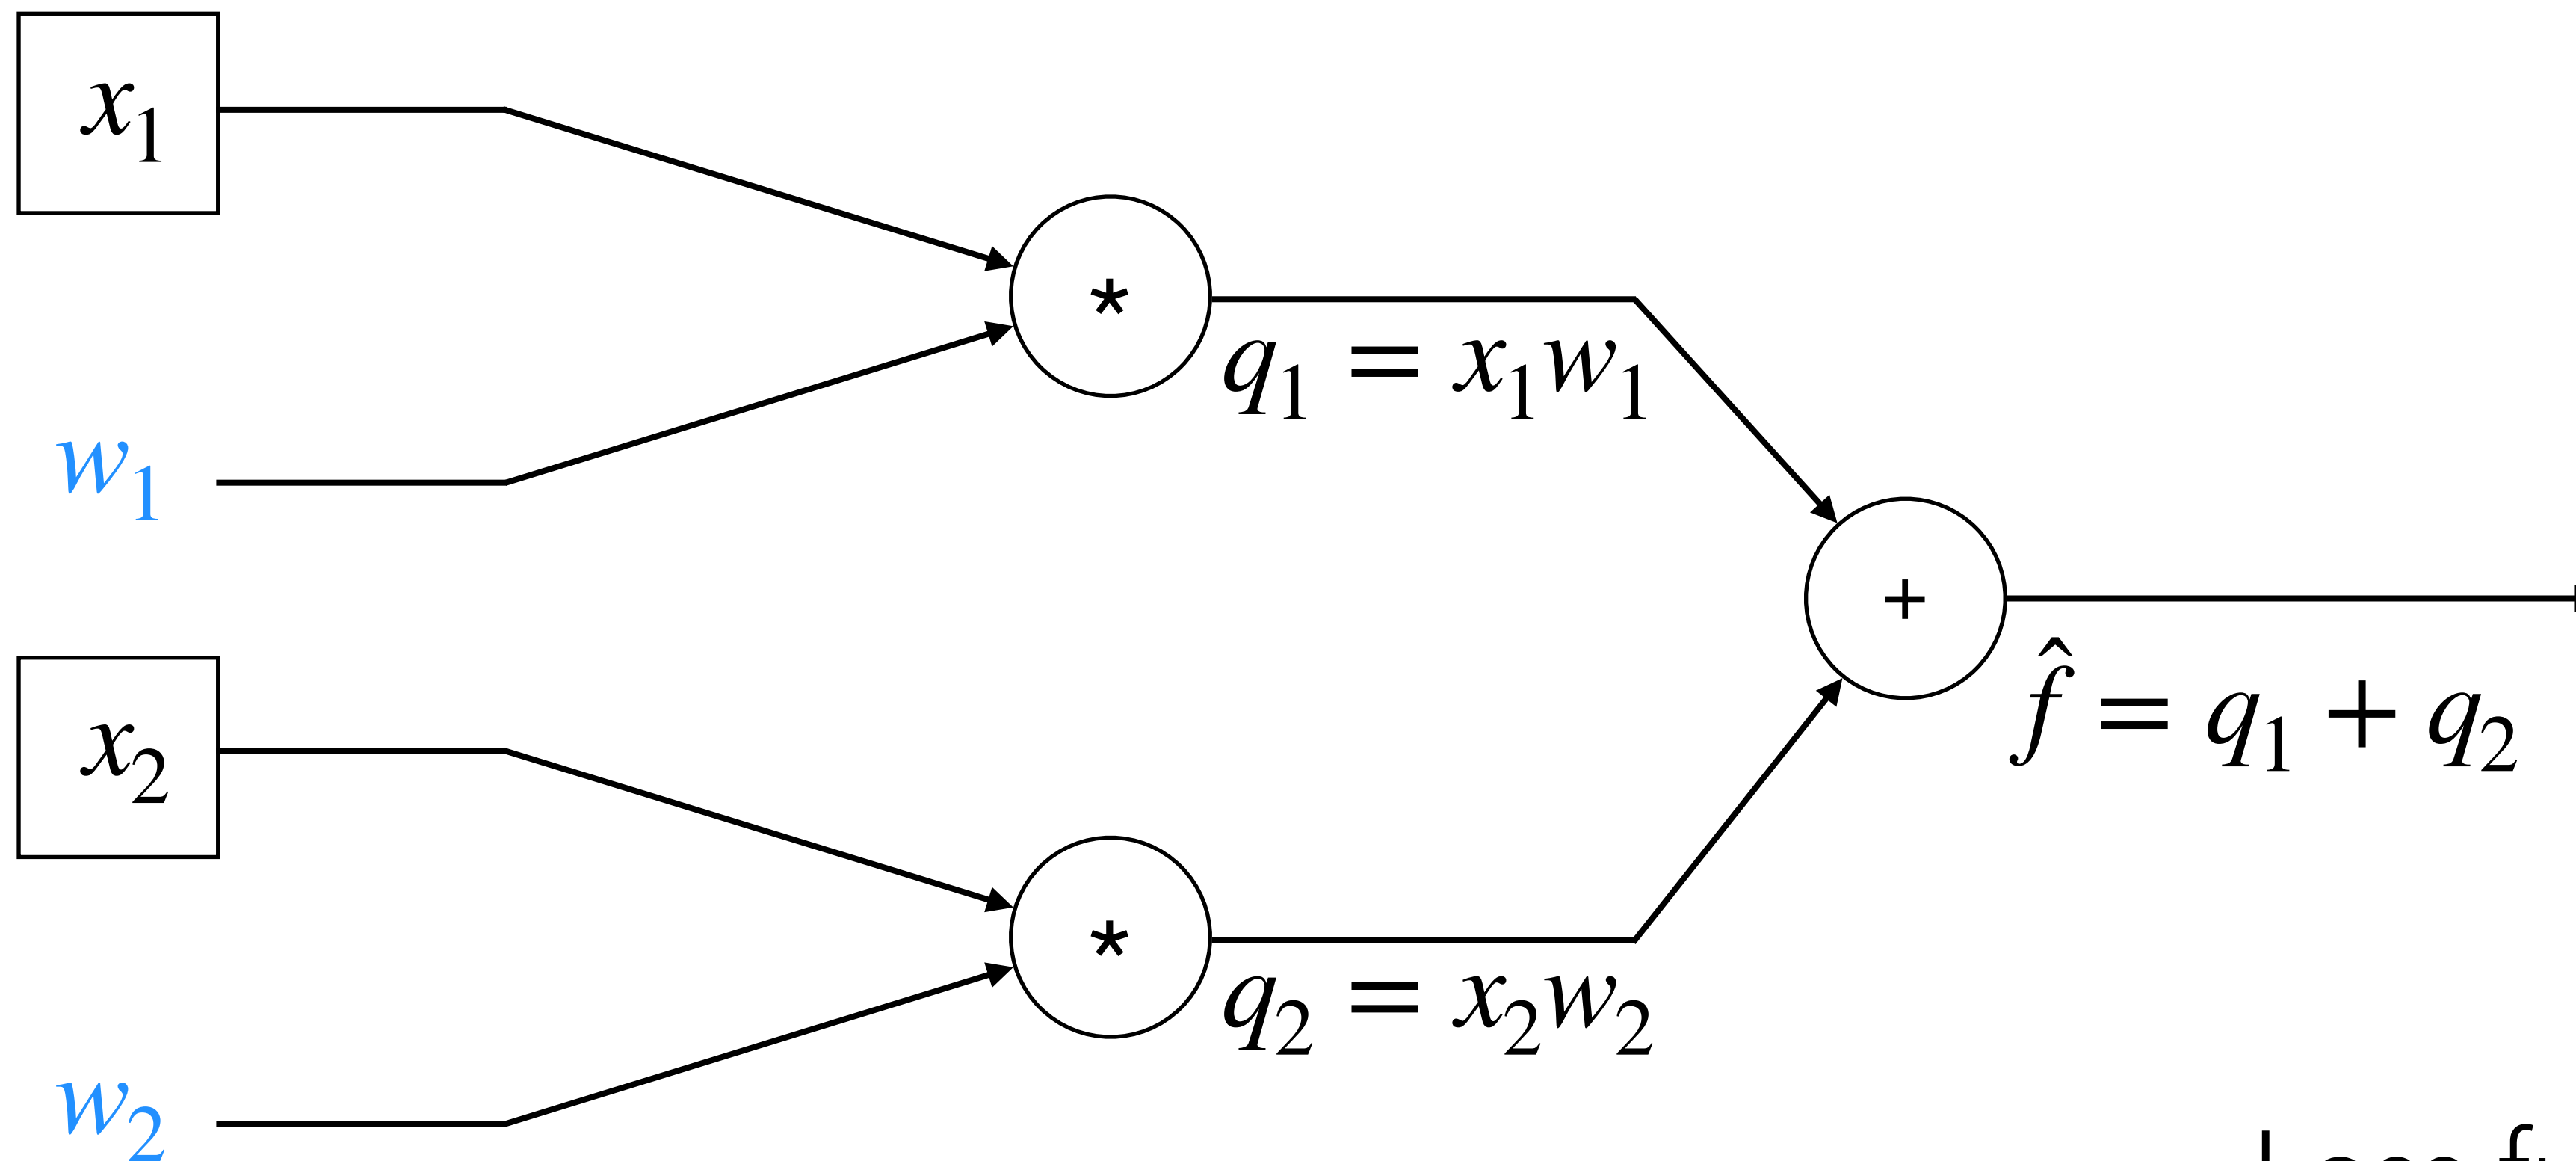 x₁
*
q₁ = x₁w₁
w₁
+
x₂
f̂ = q₁ + q₂
*
q₂ = x₂w₂
w₂